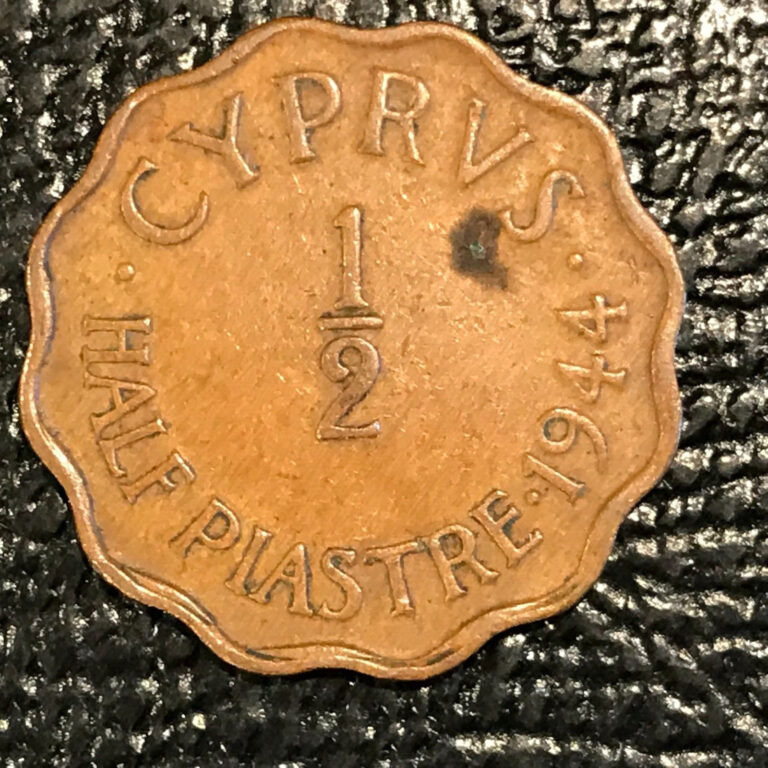 CYPRVS
1
2
HALF PIASTRE · 1944